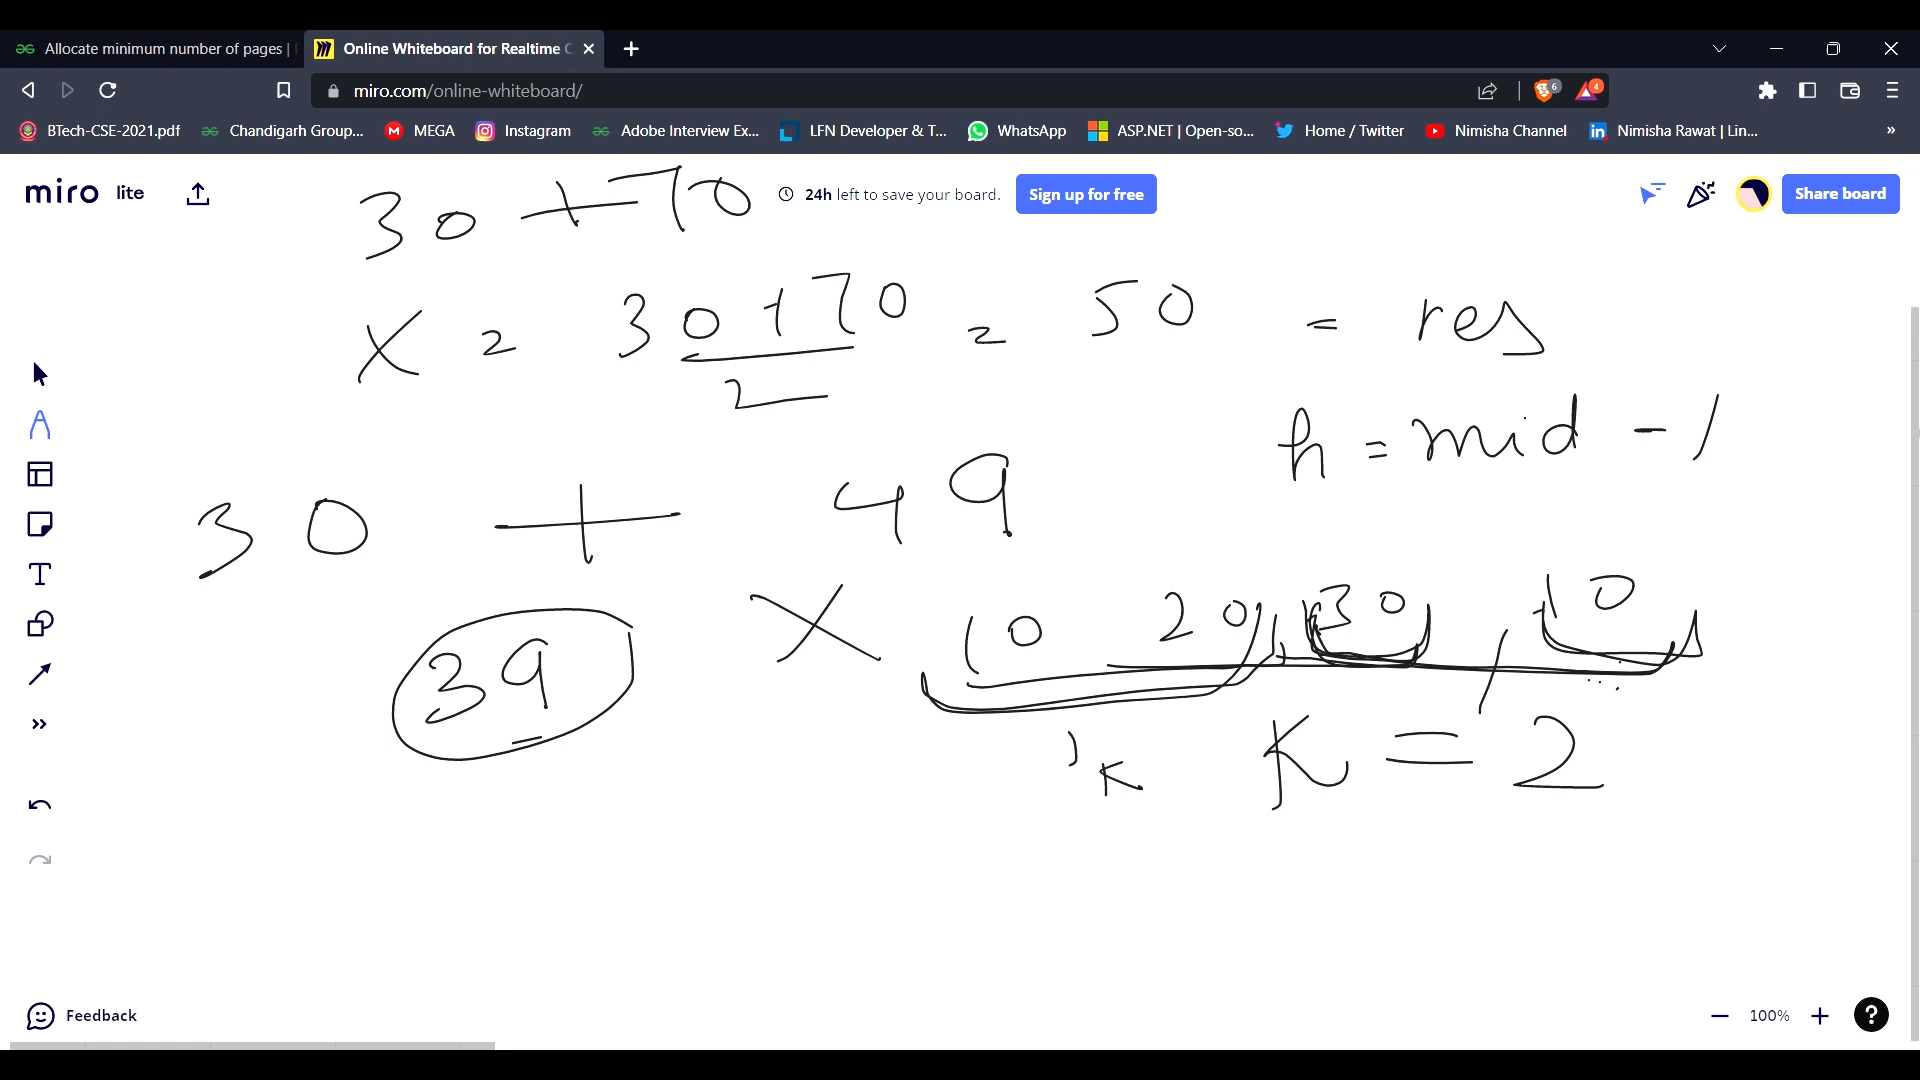 Allocate minimum number of pages |
Online Whiteboard for Realtime C
miro.com/online-whiteboard/
BTech-CSE-2021.pdf
Chandigarh Group...
MEGA
Instagram
Adobe Interview Ex...
LFN Developer & T...
WhatsApp
ASP.NET | Open-so...
Home / Twitter
Nimisha Channel
Nimisha Rawat | Lin...
6
4
miro lite
24h left to save your board.
Sign up for free
Share board
30 + 70
x = 30+70 = 50 = res
2
h = mid - 1
30 + 49
39
X 10 20, 30, 10
1 K
K = 2
Feedback
100%